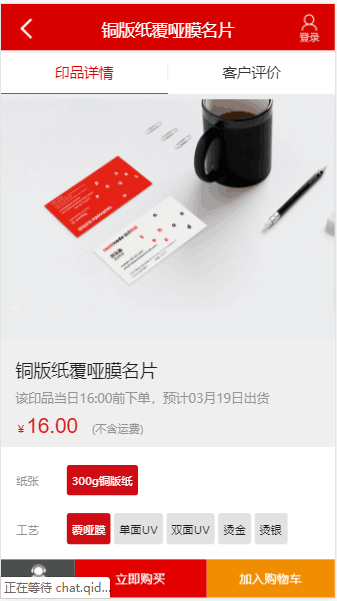 铜版纸覆哑膜名片
登录
印品详情
客户评价
铜版纸覆哑膜名片
该印品当日16:00前下单，预计03月19日出货
¥16.00 (不含运费)
纸张
300g铜版纸
工艺
覆哑膜 单面UV 双面UV 烫金 烫银
立即购买
加入购物车
正在等待 chat.qid...